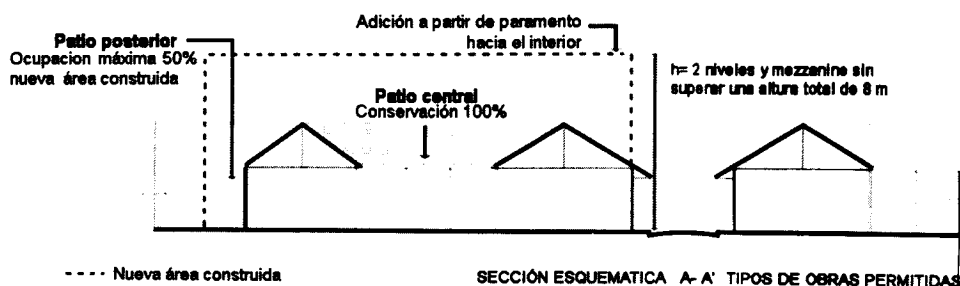 Adición a partir de paramento
hacia el interior
Patio posterior
Ocupacion máxima 50%
nueva área construida
h= 2 niveles y mezzanine sin
superar una altura total de 8 m
Patio central
Conservación 100%
---- Nueva área construida
SECCIÓN ESQUEMATICA A- A' TIPOS DE OBRAS PERMITIDAS